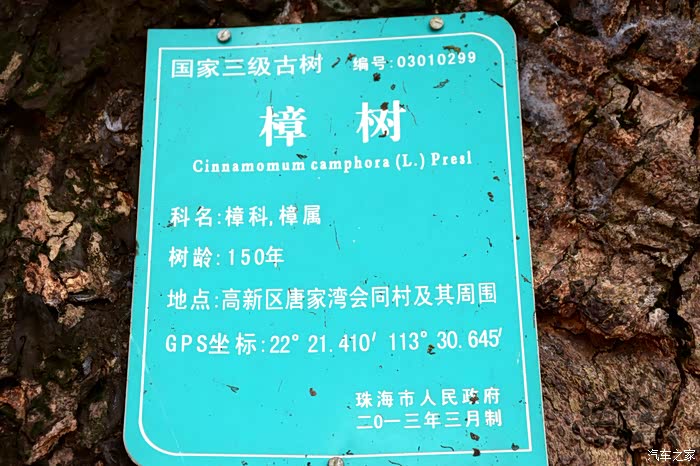 国家三级古树 编号:03010299
樟 树
Cinnamomum camphora (L.) Presl
科名:樟科,樟属
树龄:150年
地点:高新区唐家湾会同村及其周围
GPS坐标:22° 21.410′ 113° 30.645′
珠海市人民政府
二0一三年三月制
汽车之家